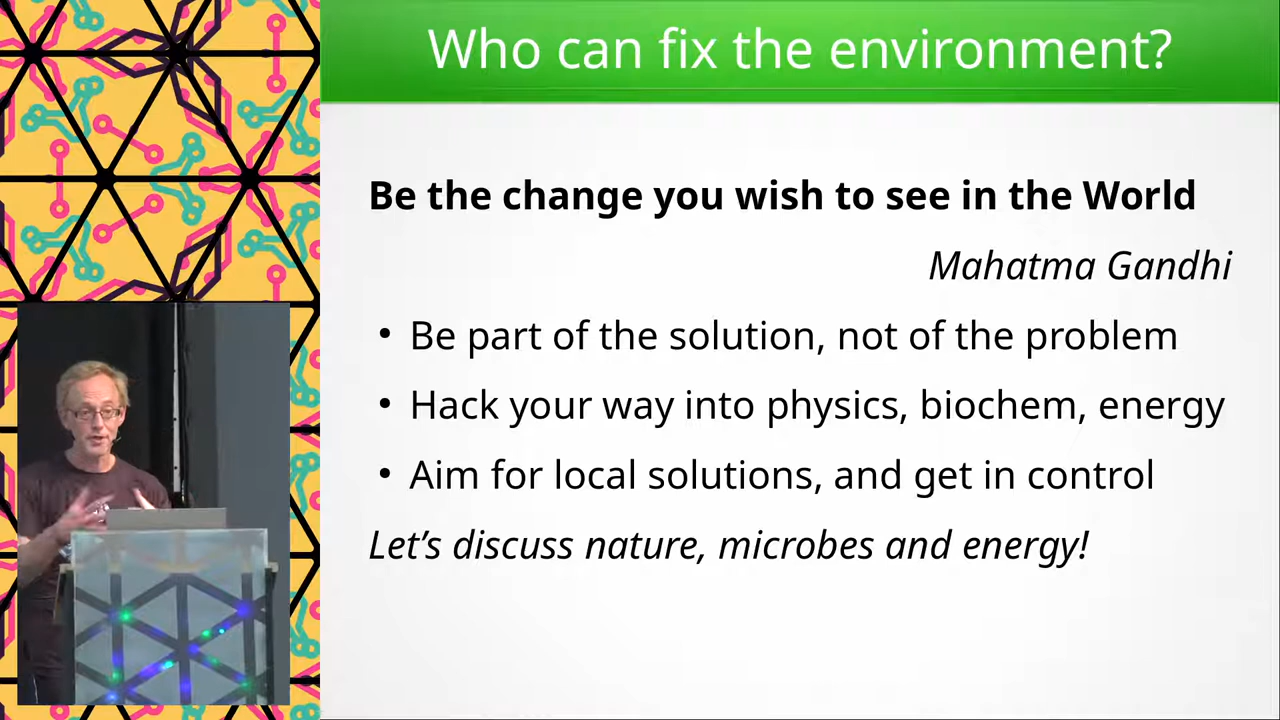 Who can fix the environment?
Be the change you wish to see in the World
Mahatma Gandhi
• Be part of the solution, not of the problem
• Hack your way into physics, biochem, energy
• Aim for local solutions, and get in control
Let’s discuss nature, microbes and energy!